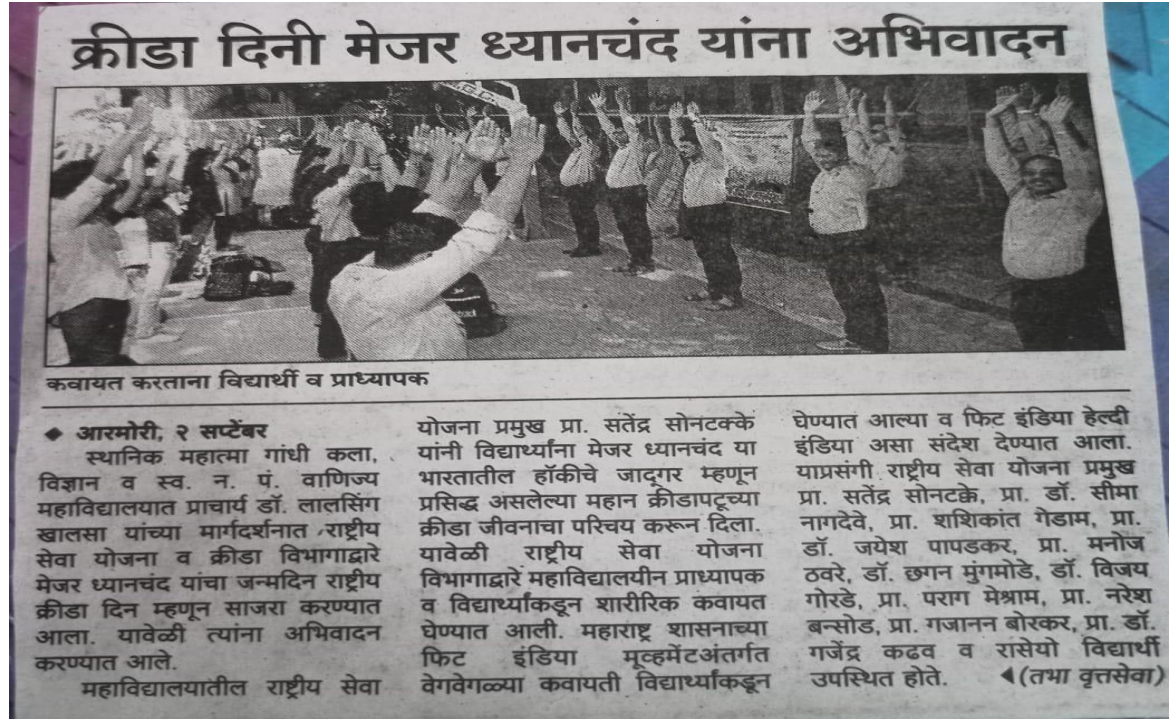 क्रीडा दिनी मेजर ध्यानचंद यांना अभिवादन
कवायत करताना विद्यार्थी व प्राध्यापक
◆ आरमोरी, २ सप्टेंबर
स्थानिक महात्मा गांधी कला,
विज्ञान व स्व. न. पं. वाणिज्य
महाविद्यालयात प्राचार्य डॉ. लालसिंग
खालसा यांच्या मार्गदर्शनात राष्ट्रीय
सेवा योजना व क्रीडा विभागाद्वारे
मेजर ध्यानचंद यांचा जन्मदिन राष्ट्रीय
क्रीडा दिन म्हणून साजरा करण्यात
आला. यावेळी त्यांना अभिवादन
करण्यात आले.
महाविद्यालयातील राष्ट्रीय सेवा
योजना प्रमुख प्रा. सतेंद्र सोनटक्के
यांनी विद्यार्थ्यांना मेजर ध्यानचंद या
भारतातील हॉकीचे जादूगर म्हणून
प्रसिद्ध असलेल्या महान क्रीडापटूच्या
क्रीडा जीवनाचा परिचय करून दिला.
यावेळी राष्ट्रीय सेवा योजना
विभागाद्वारे महाविद्यालयीन प्राध्यापक
व विद्यार्थ्यांकडून शारीरिक कवायत
घेण्यात आली. महाराष्ट्र शासनाच्या
फिट इंडिया मूव्हमेंटअंतर्गत
वेगवेगळ्या कवायती विद्यार्थ्यांकडून
घेण्यात आल्या व फिट इंडिया हेल्दी
इंडिया असा संदेश देण्यात आला.
याप्रसंगी राष्ट्रीय सेवा योजना प्रमुख
प्रा. सतेंद्र सोनटक्के, प्रा. डॉ. सीमा
नागदेवे, प्रा. शशिकांत गेडाम, प्रा.
डॉ. जयेश पापडकर, प्रा. मनोज
ठवरे, डॉ. छगन मुंगमोडे, डॉ. विजय
गोरडे, प्रा. पराग मेश्राम, प्रा. नरेश
बन्सोड, प्रा. गजानन बोरकर, प्रा. डॉ.
गजेंद्र कढव व रासेयो विद्यार्थी
उपस्थित होते. ◀(तभा वृत्तसेवा)